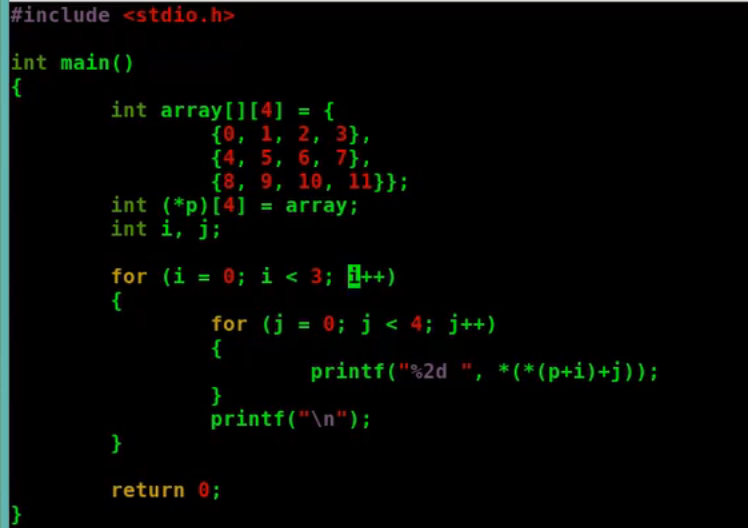 #include <stdio.h>
int main()
{
int array[][4] = {
{0, 1, 2, 3},
{4, 5, 6, 7},
{8, 9, 10, 11}};
int (*p)[4] = array;
int i, j;
for (i = 0; i < 3; i++)
{
for (j = 0; j < 4; j++)
{
printf("%2d ", *(*(p+i)+j));
}
printf("\n");
}
return 0;
}